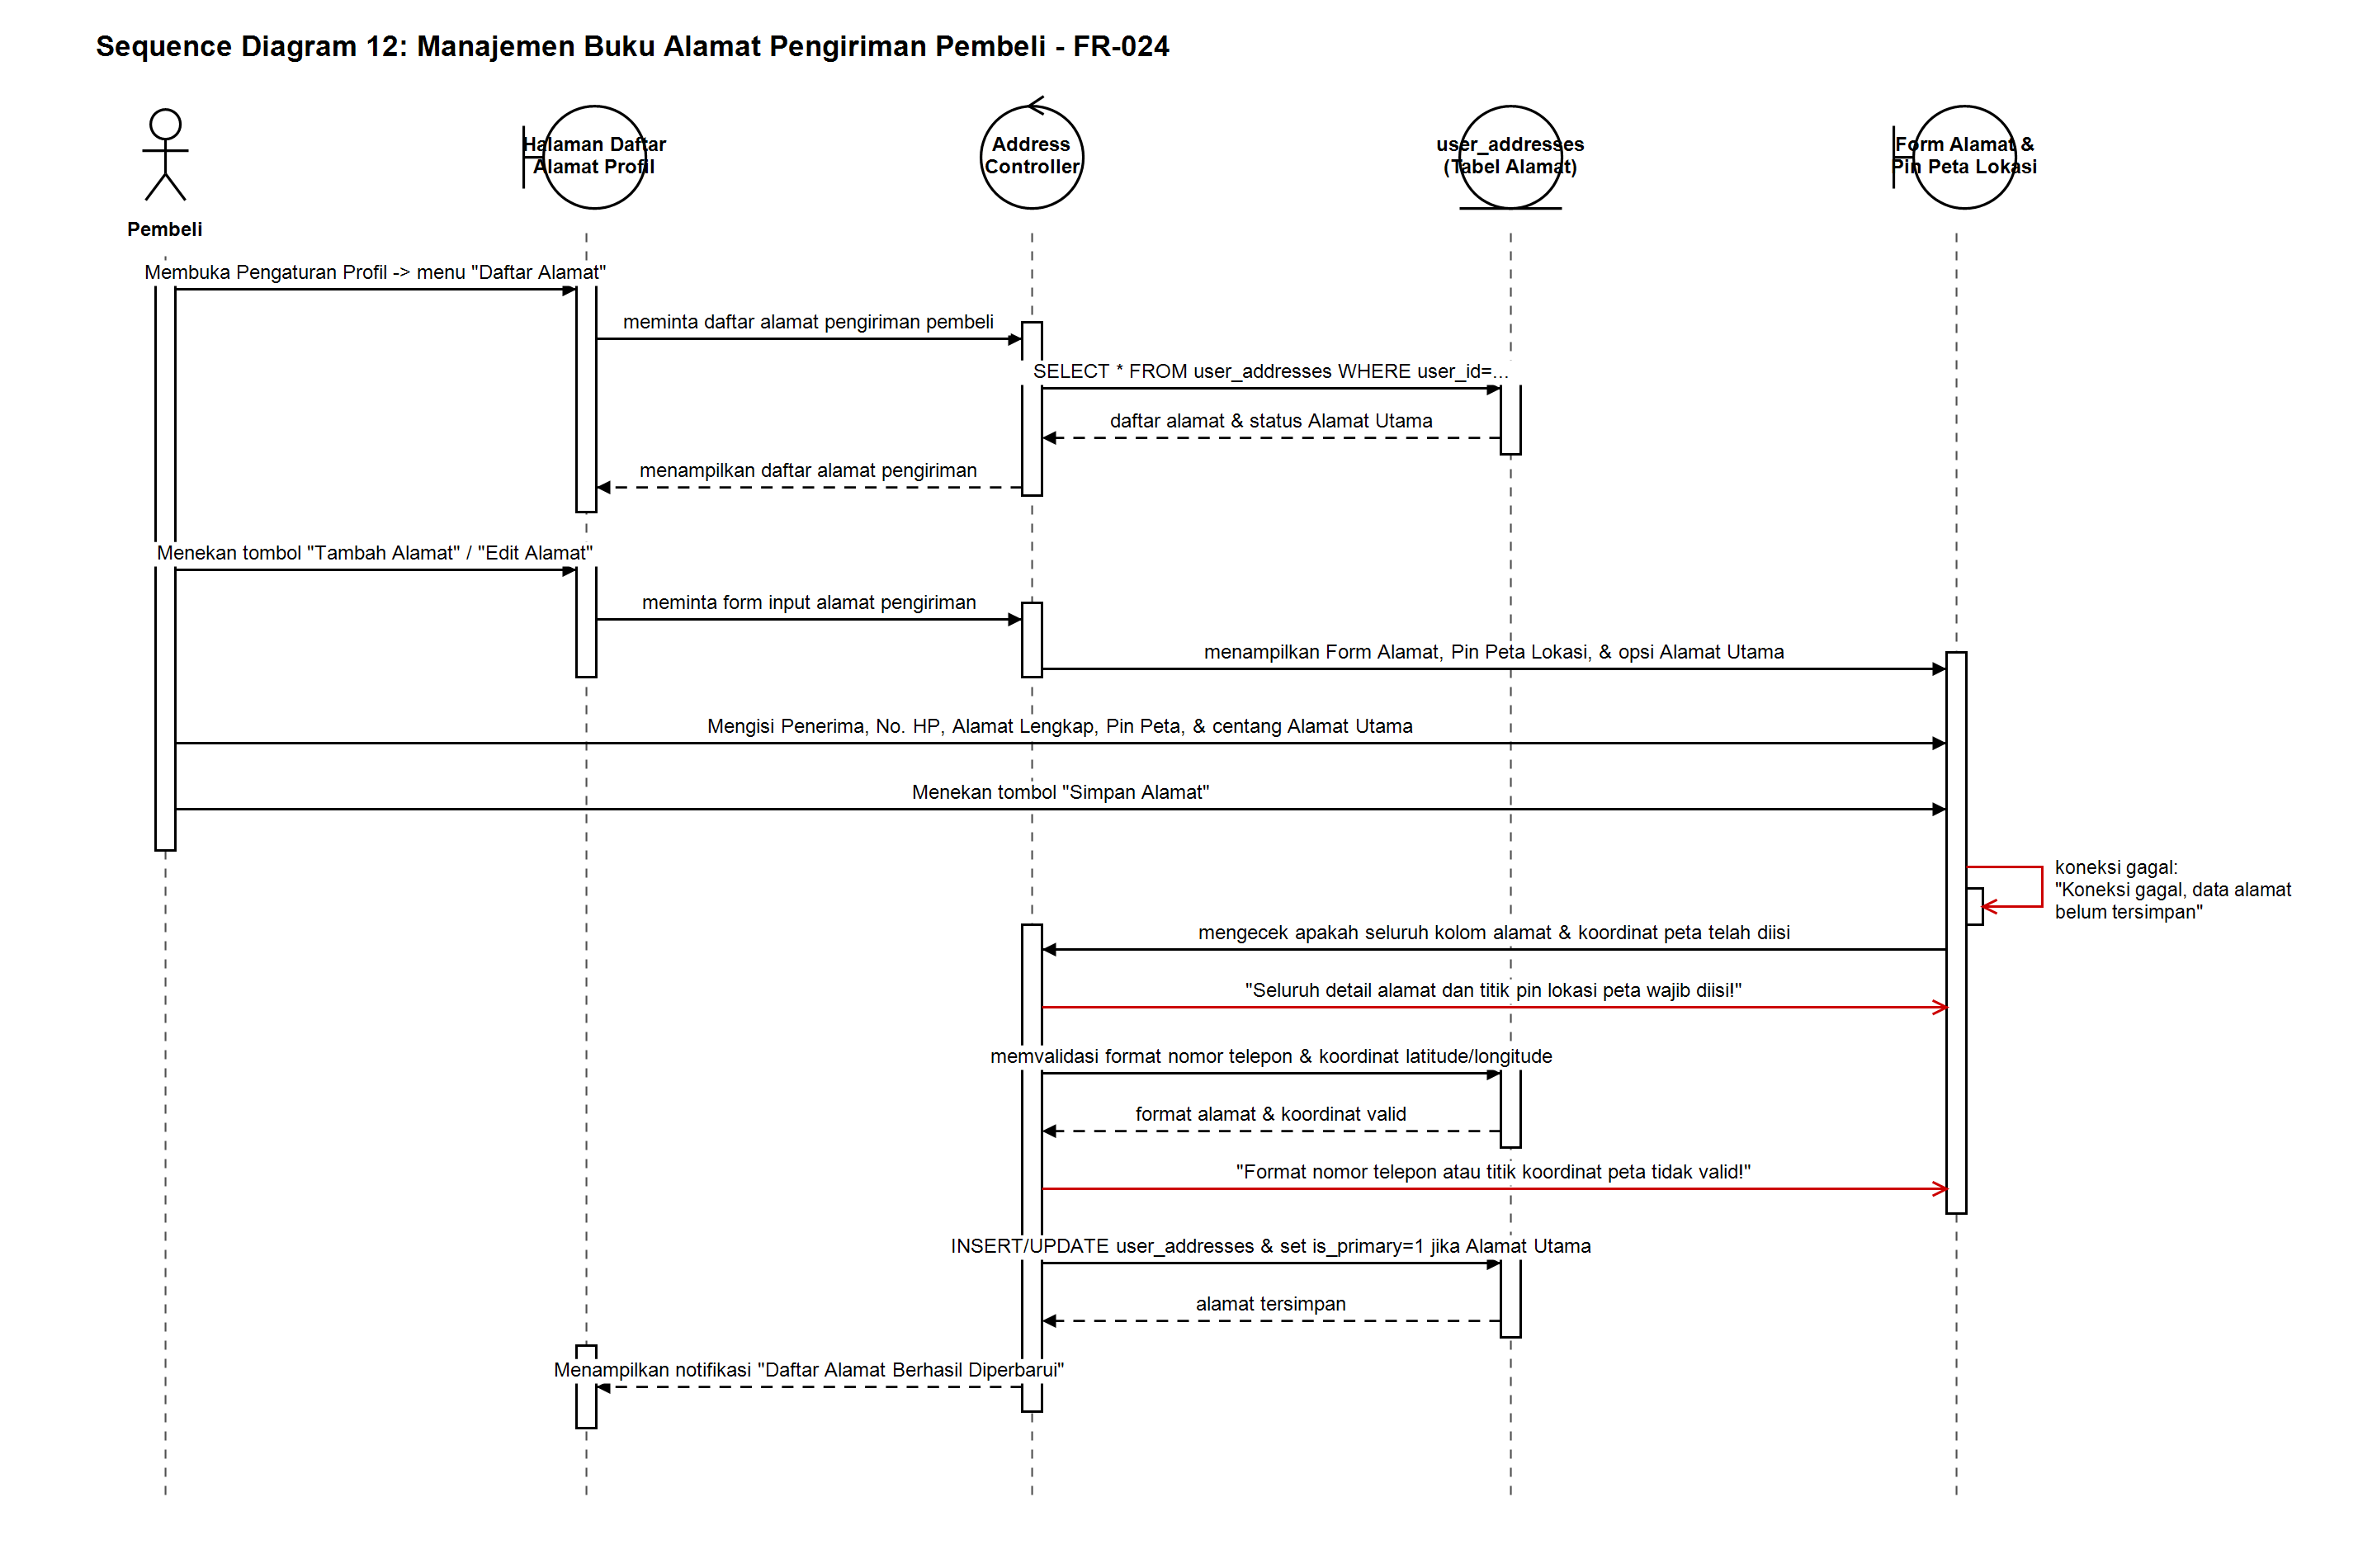 Sequence Diagram 12: Manajemen Buku Alamat Pengiriman Pembeli - FR-024
Pembeli
Halaman Daftar
Alamat Profil
Address
Controller
user_addresses
(Tabel Alamat)
Form Alamat &
Pin Peta Lokasi
Membuka Pengaturan Profil -> menu "Daftar Alamat"
meminta daftar alamat pengiriman pembeli
SELECT * FROM user_addresses WHERE user_id=...
daftar alamat & status Alamat Utama
menampilkan daftar alamat pengiriman
Menekan tombol "Tambah Alamat" / "Edit Alamat"
meminta form input alamat pengiriman
menampilkan Form Alamat, Pin Peta Lokasi, & opsi Alamat Utama
Mengisi Penerima, No. HP, Alamat Lengkap, Pin Peta, & centang Alamat Utama
Menekan tombol "Simpan Alamat"
koneksi gagal:
"Koneksi gagal, data alamat
belum tersimpan"
mengecek apakah seluruh kolom alamat & koordinat peta telah diisi
"Seluruh detail alamat dan titik pin lokasi peta wajib diisi!"
memvalidasi format nomor telepon & koordinat latitude/longitude
format alamat & koordinat valid
"Format nomor telepon atau titik koordinat peta tidak valid!"
INSERT/UPDATE user_addresses & set is_primary=1 jika Alamat Utama
alamat tersimpan
Menampilkan notifikasi "Daftar Alamat Berhasil Diperbarui"